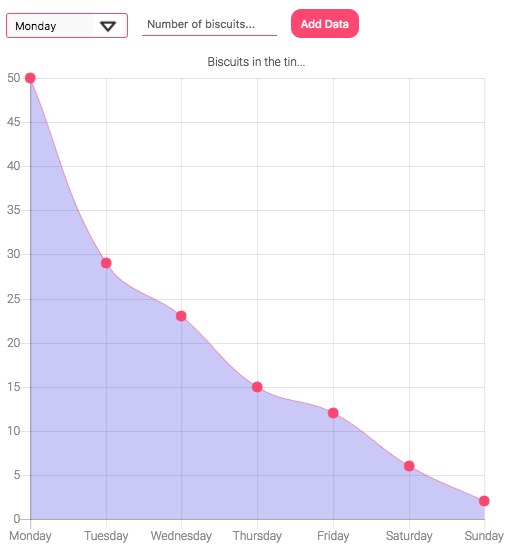 Monday
Number of biscuits...
Add Data
Biscuits in the tin...
50
45
40
35
30
25
20
15
10
5
0
Monday Tuesday Wednesday Thursday Friday Saturday Sunday